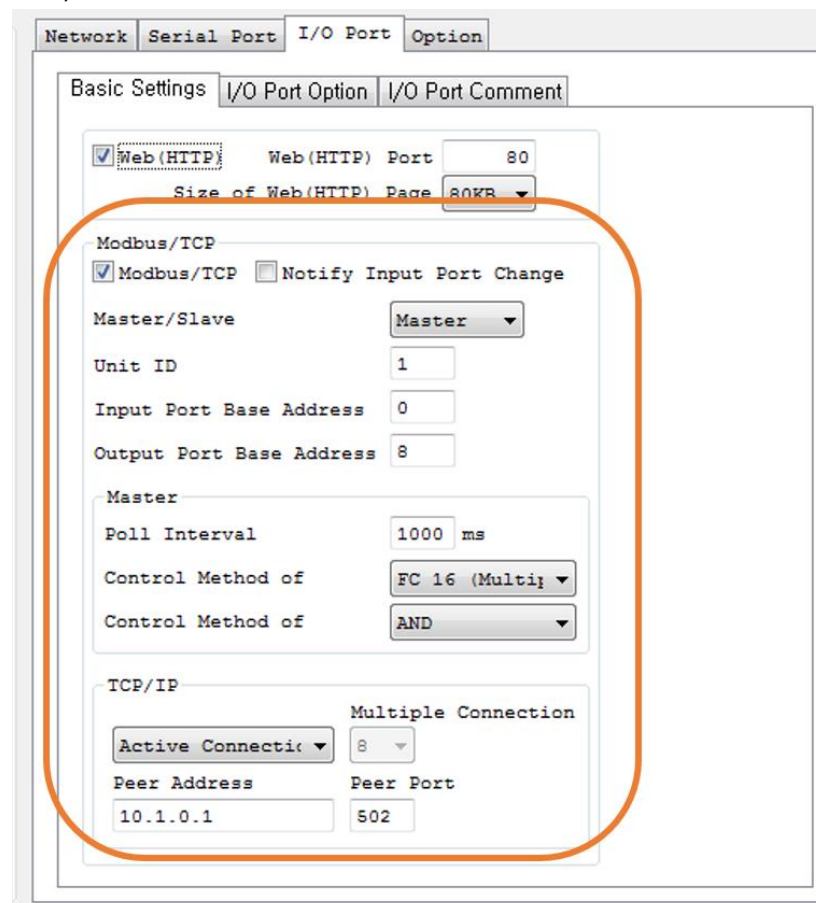 Network Serial Port I/O Port Option
Basic Settings I/O Port Option I/O Port Comment
Web(HTTP) Web(HTTP) Port 80
Size of Web(HTTP) Page 80KB
Modbus/TCP
Modbus/TCP Notify Input Port Change
Master/Slave Master
Unit ID 1
Input Port Base Address 0
Output Port Base Address 8
Master
Poll Interval 1000 ms
Control Method of FC 16 (Multip
Control Method of AND
TCP/IP
Multiple Connection
Active Connectic 8
Peer Address Peer Port
10.1.0.1 502